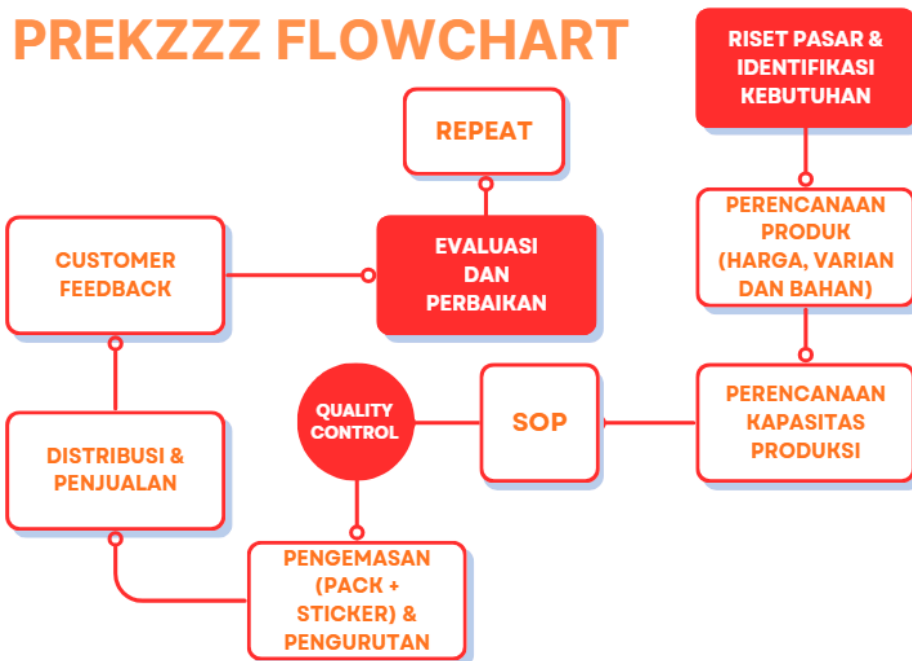 PREKZZZ FLOWCHART
RISET PASAR &
IDENTIFIKASI
KEBUTUHAN
PERENCANAAN
PRODUK
(HARGA, VARIAN
DAN BAHAN)
PERENCANAAN
KAPASITAS
PRODUKSI
SOP
QUALITY
CONTROL
PENGEMASAN
(PACK +
STICKER) &
PENGURUTAN
DISTRIBUSI &
PENJUALAN
CUSTOMER
FEEDBACK
EVALUASI
DAN
PERBAIKAN
REPEAT